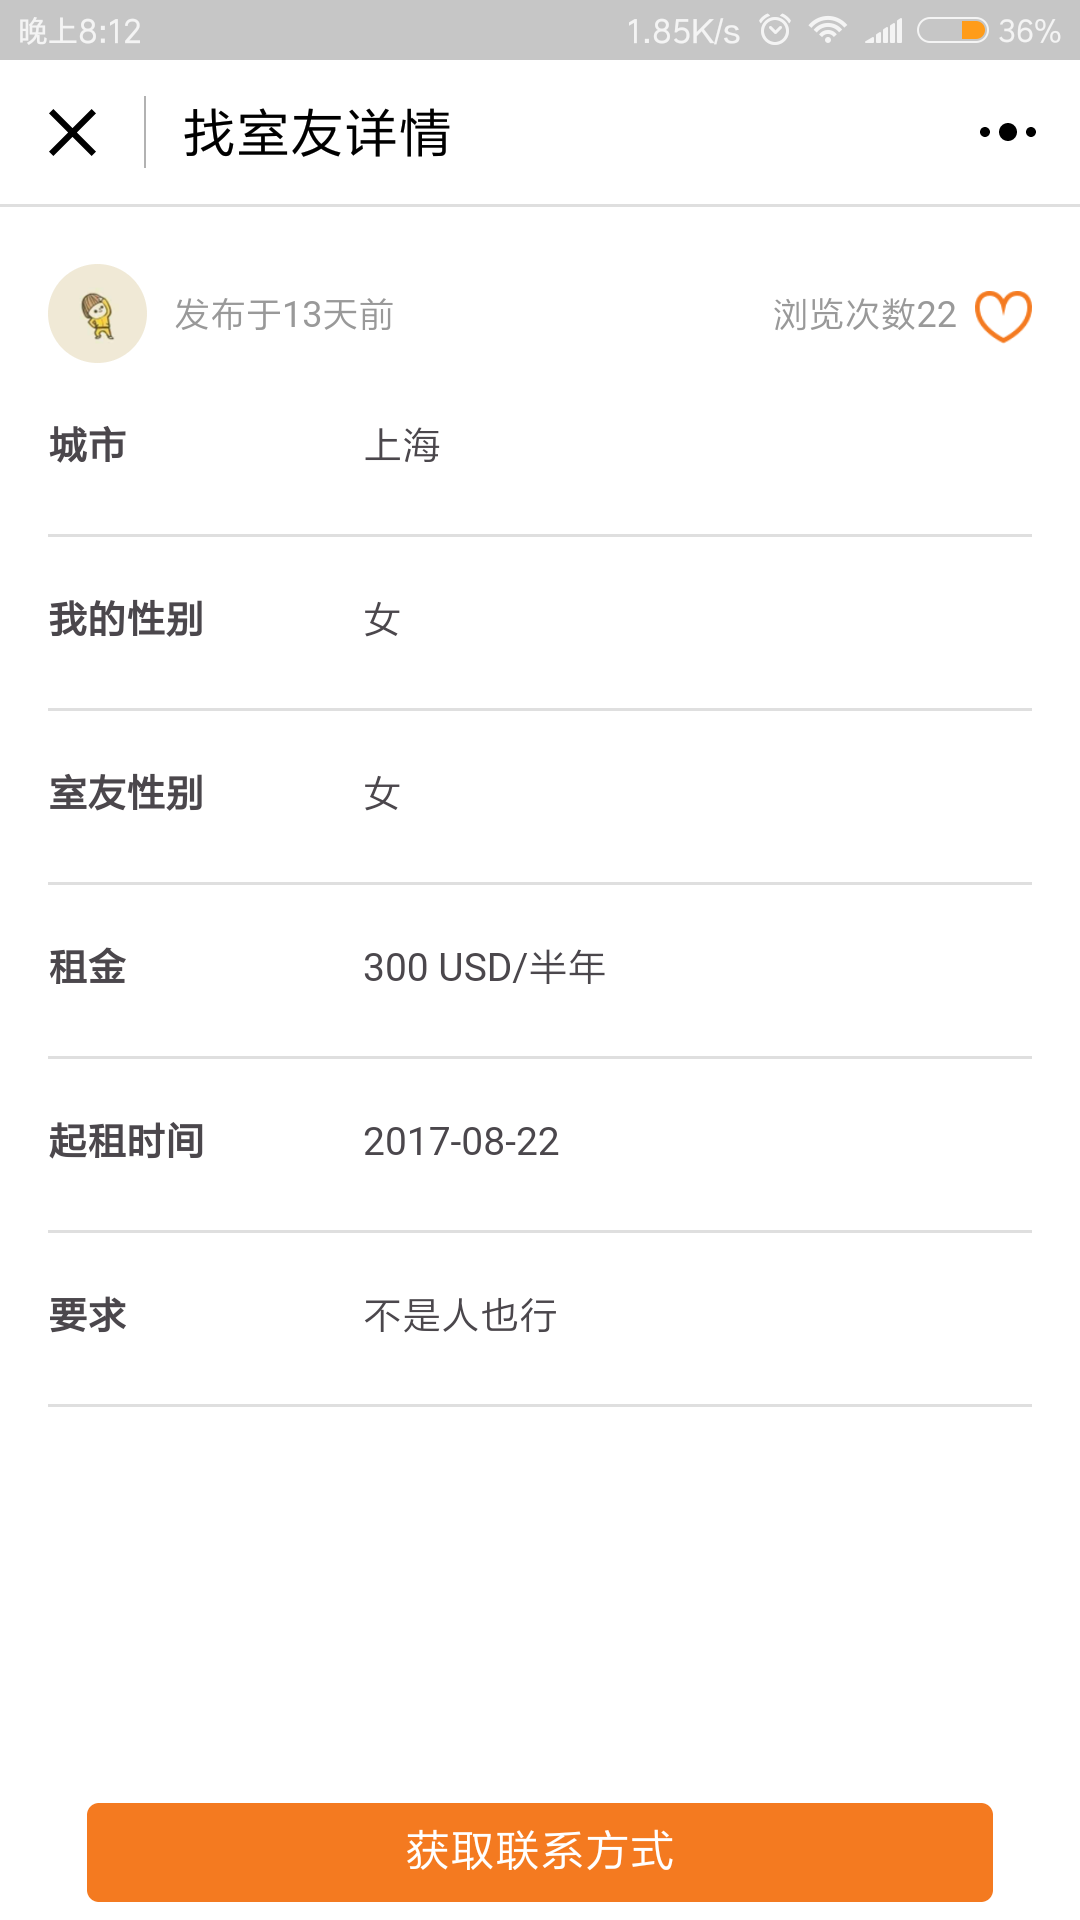 晚上8:12 1.85K/s 36%
找室友详情
发布于13天前 浏览次数22
城市 上海
我的性别 女
室友性别 女
租金 300 USD/半年
起租时间 2017-08-22
要求 不是人也行
获取联系方式